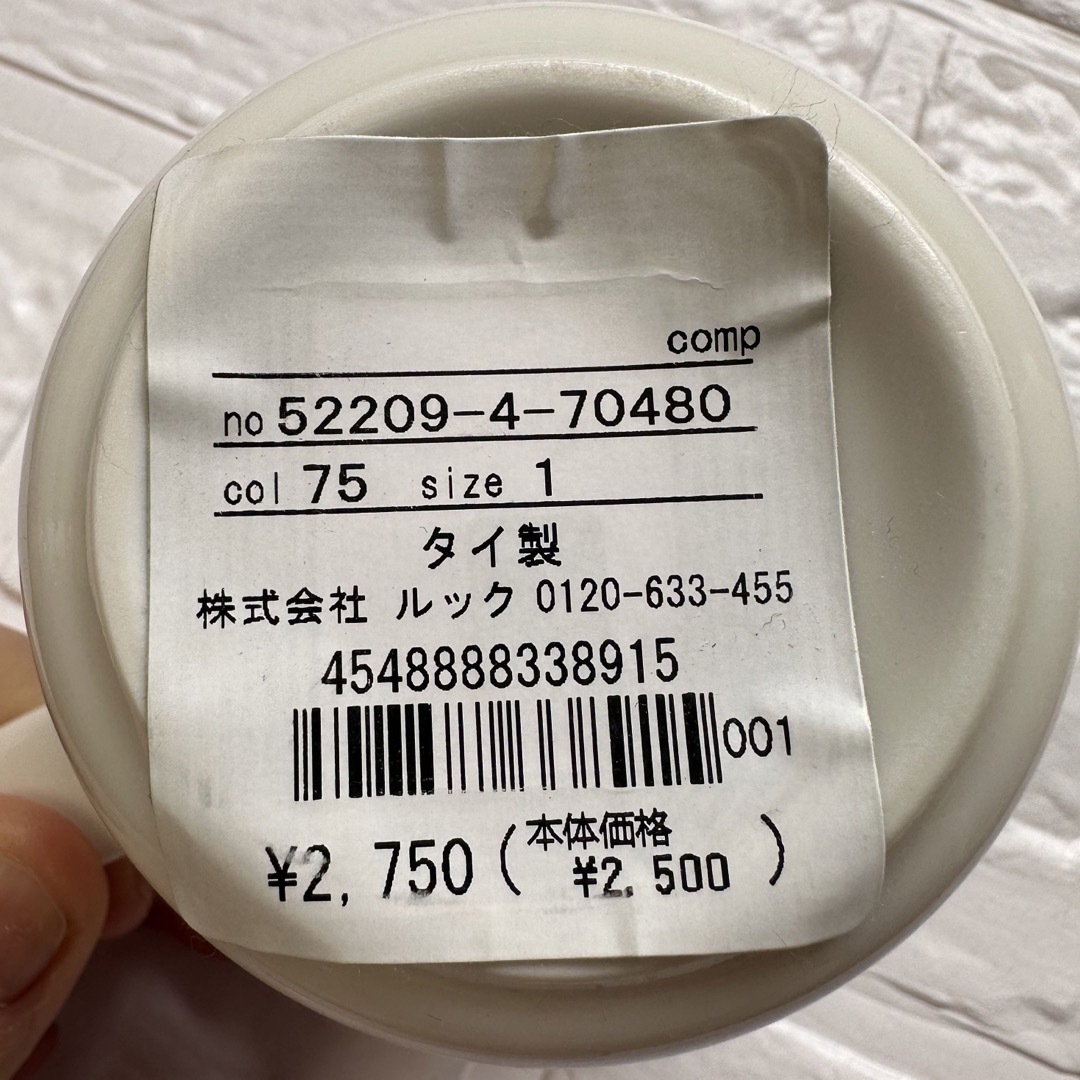 comp
no 52209-4-70480
col 75 size 1
タイ製
株式会社 ルック 0120-633-455
4548888338915
001
¥2,750(本体価格
¥2,500)